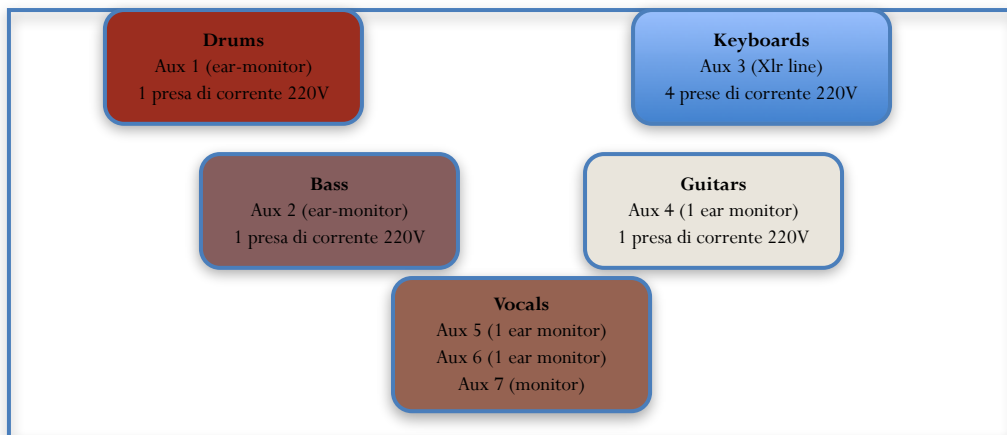 Drums
Aux 1 (ear-monitor)
1 presa di corrente 220V
Keyboards
Aux 3 (Xlr line)
4 prese di corrente 220V
Bass
Aux 2 (ear-monitor)
1 presa di corrente 220V
Guitars
Aux 4 (1 ear monitor)
1 presa di corrente 220V
Vocals
Aux 5 (1 ear monitor)
Aux 6 (1 ear monitor)
Aux 7 (monitor)